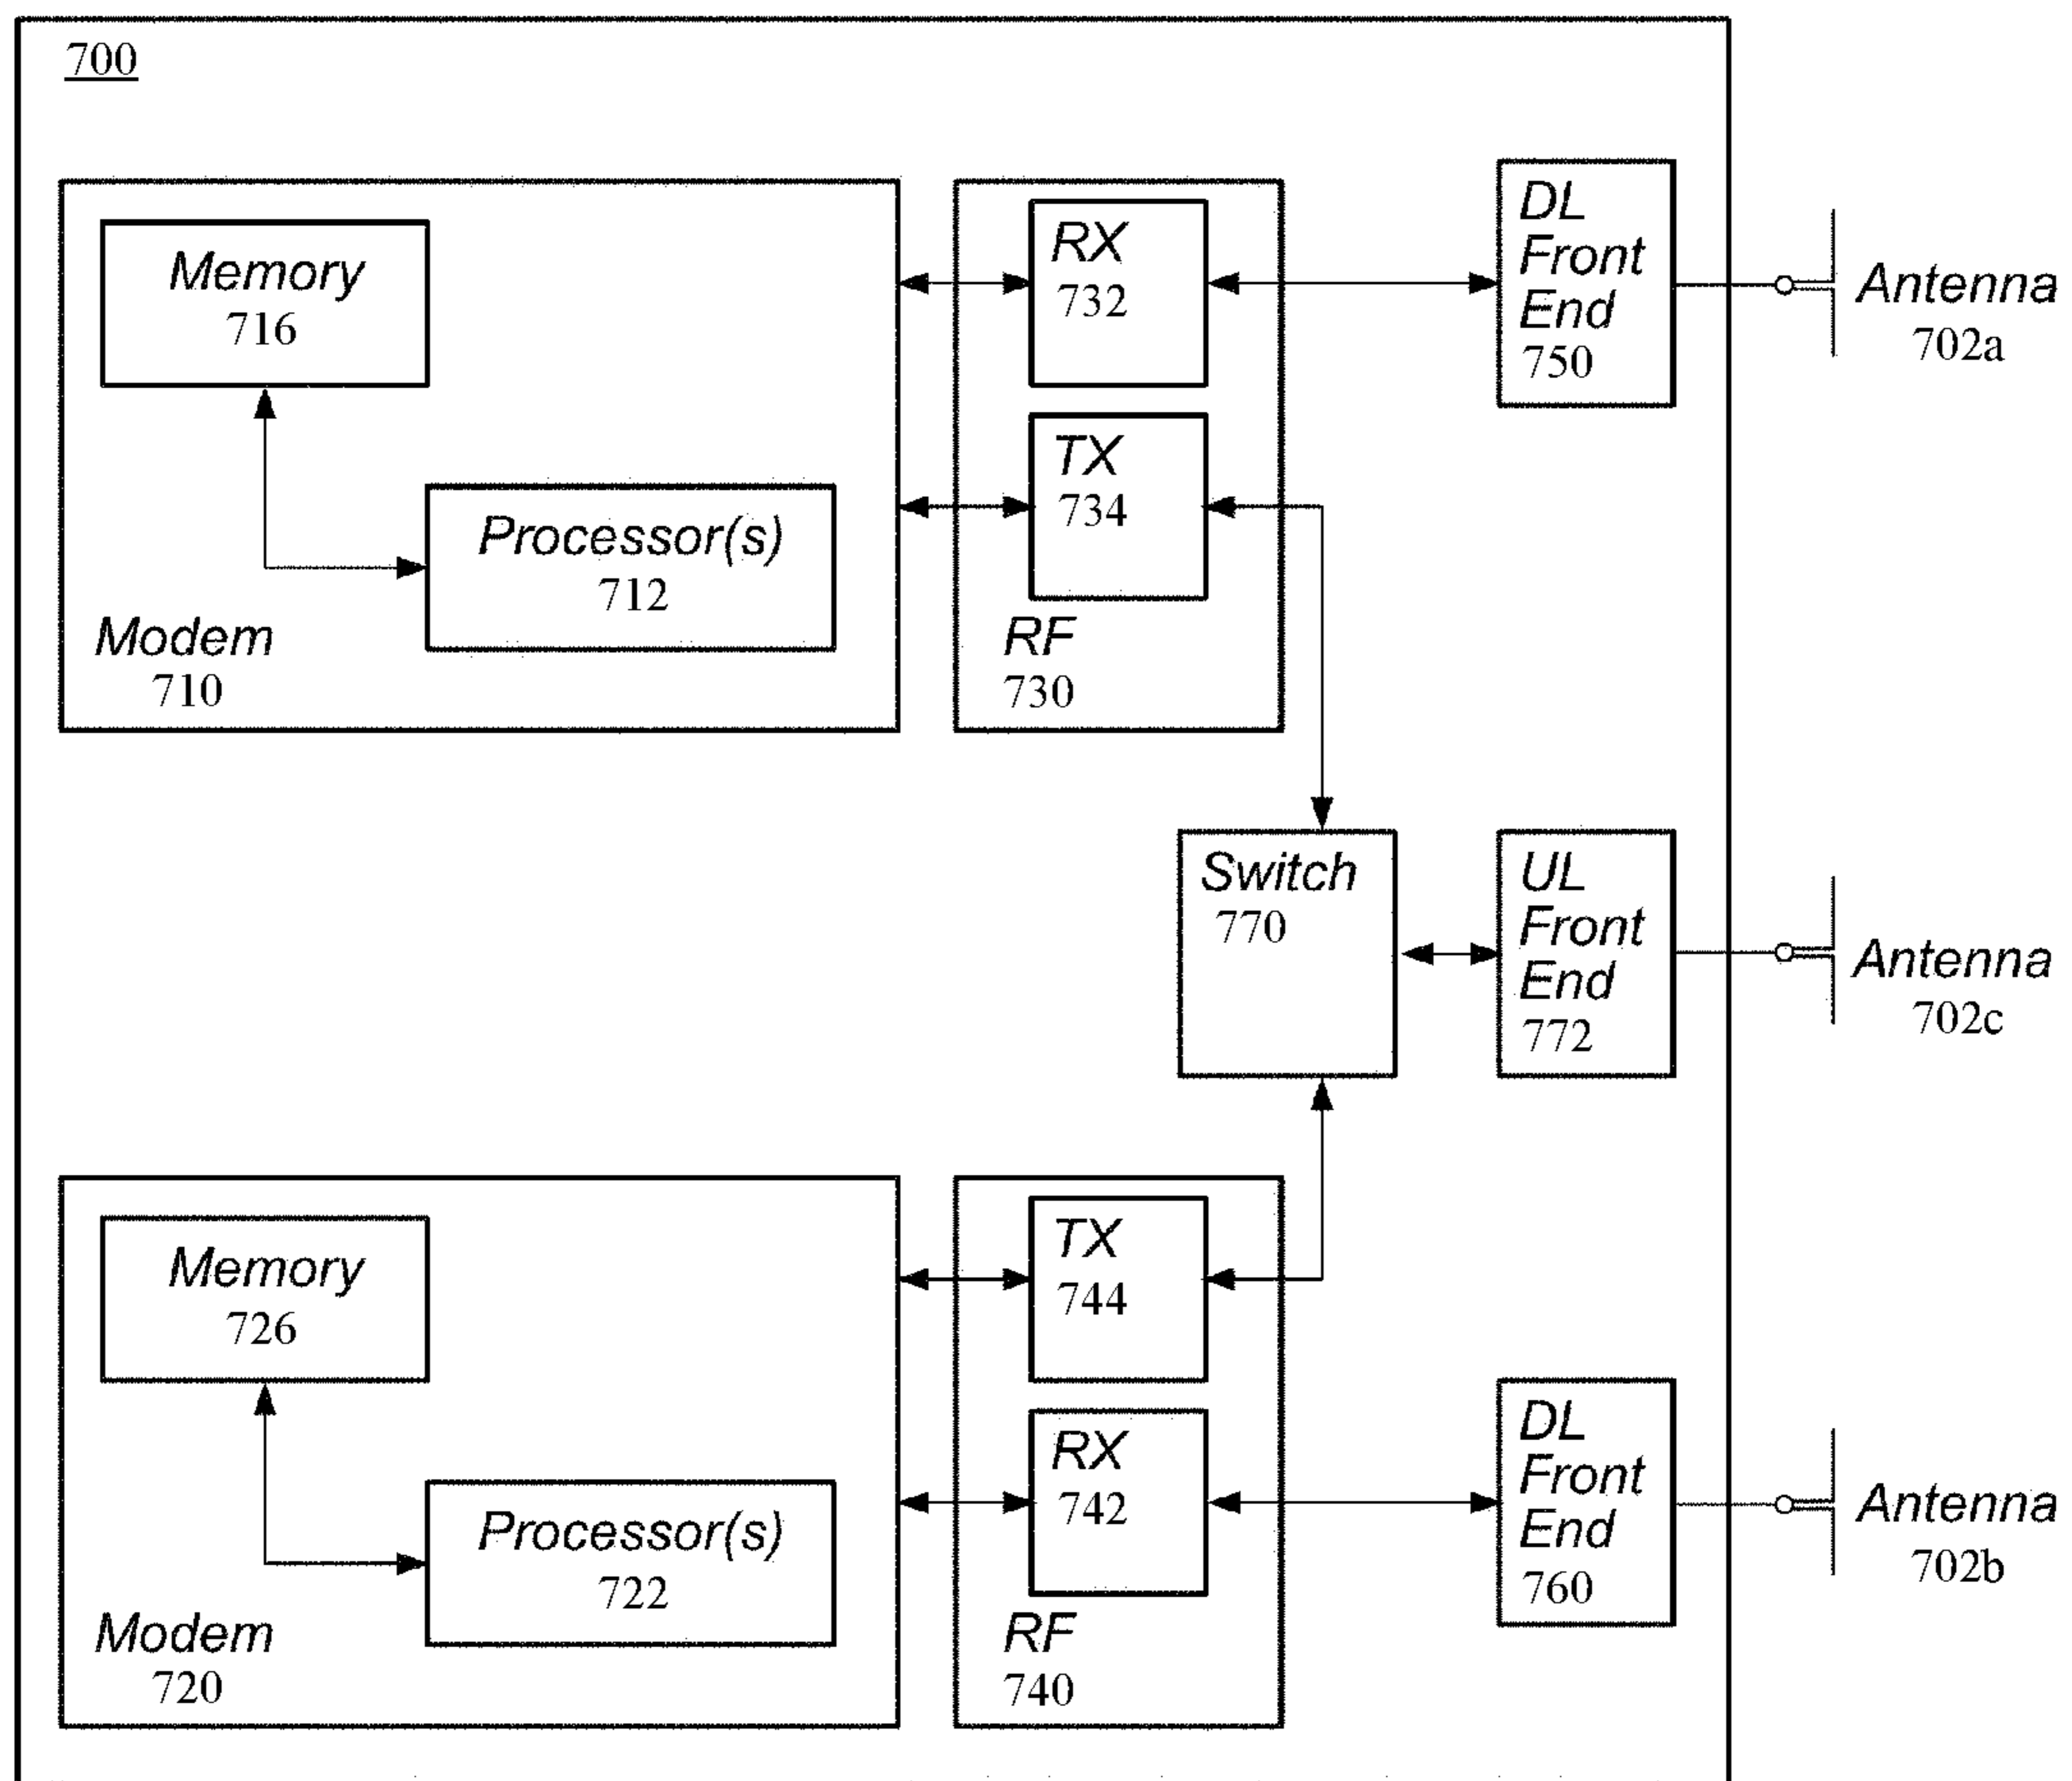 700
Memory
716
Processor(s)
712
Modem
710
RX
732
TX
734
RF
730
DL
Front
End
750
Antenna
702a
Switch
770
UL
Front
End
772
Antenna
702c
Memory
726
Processor(s)
722
Modem
720
TX
744
RX
742
RF
740
DL
Front
End
760
Antenna
702b